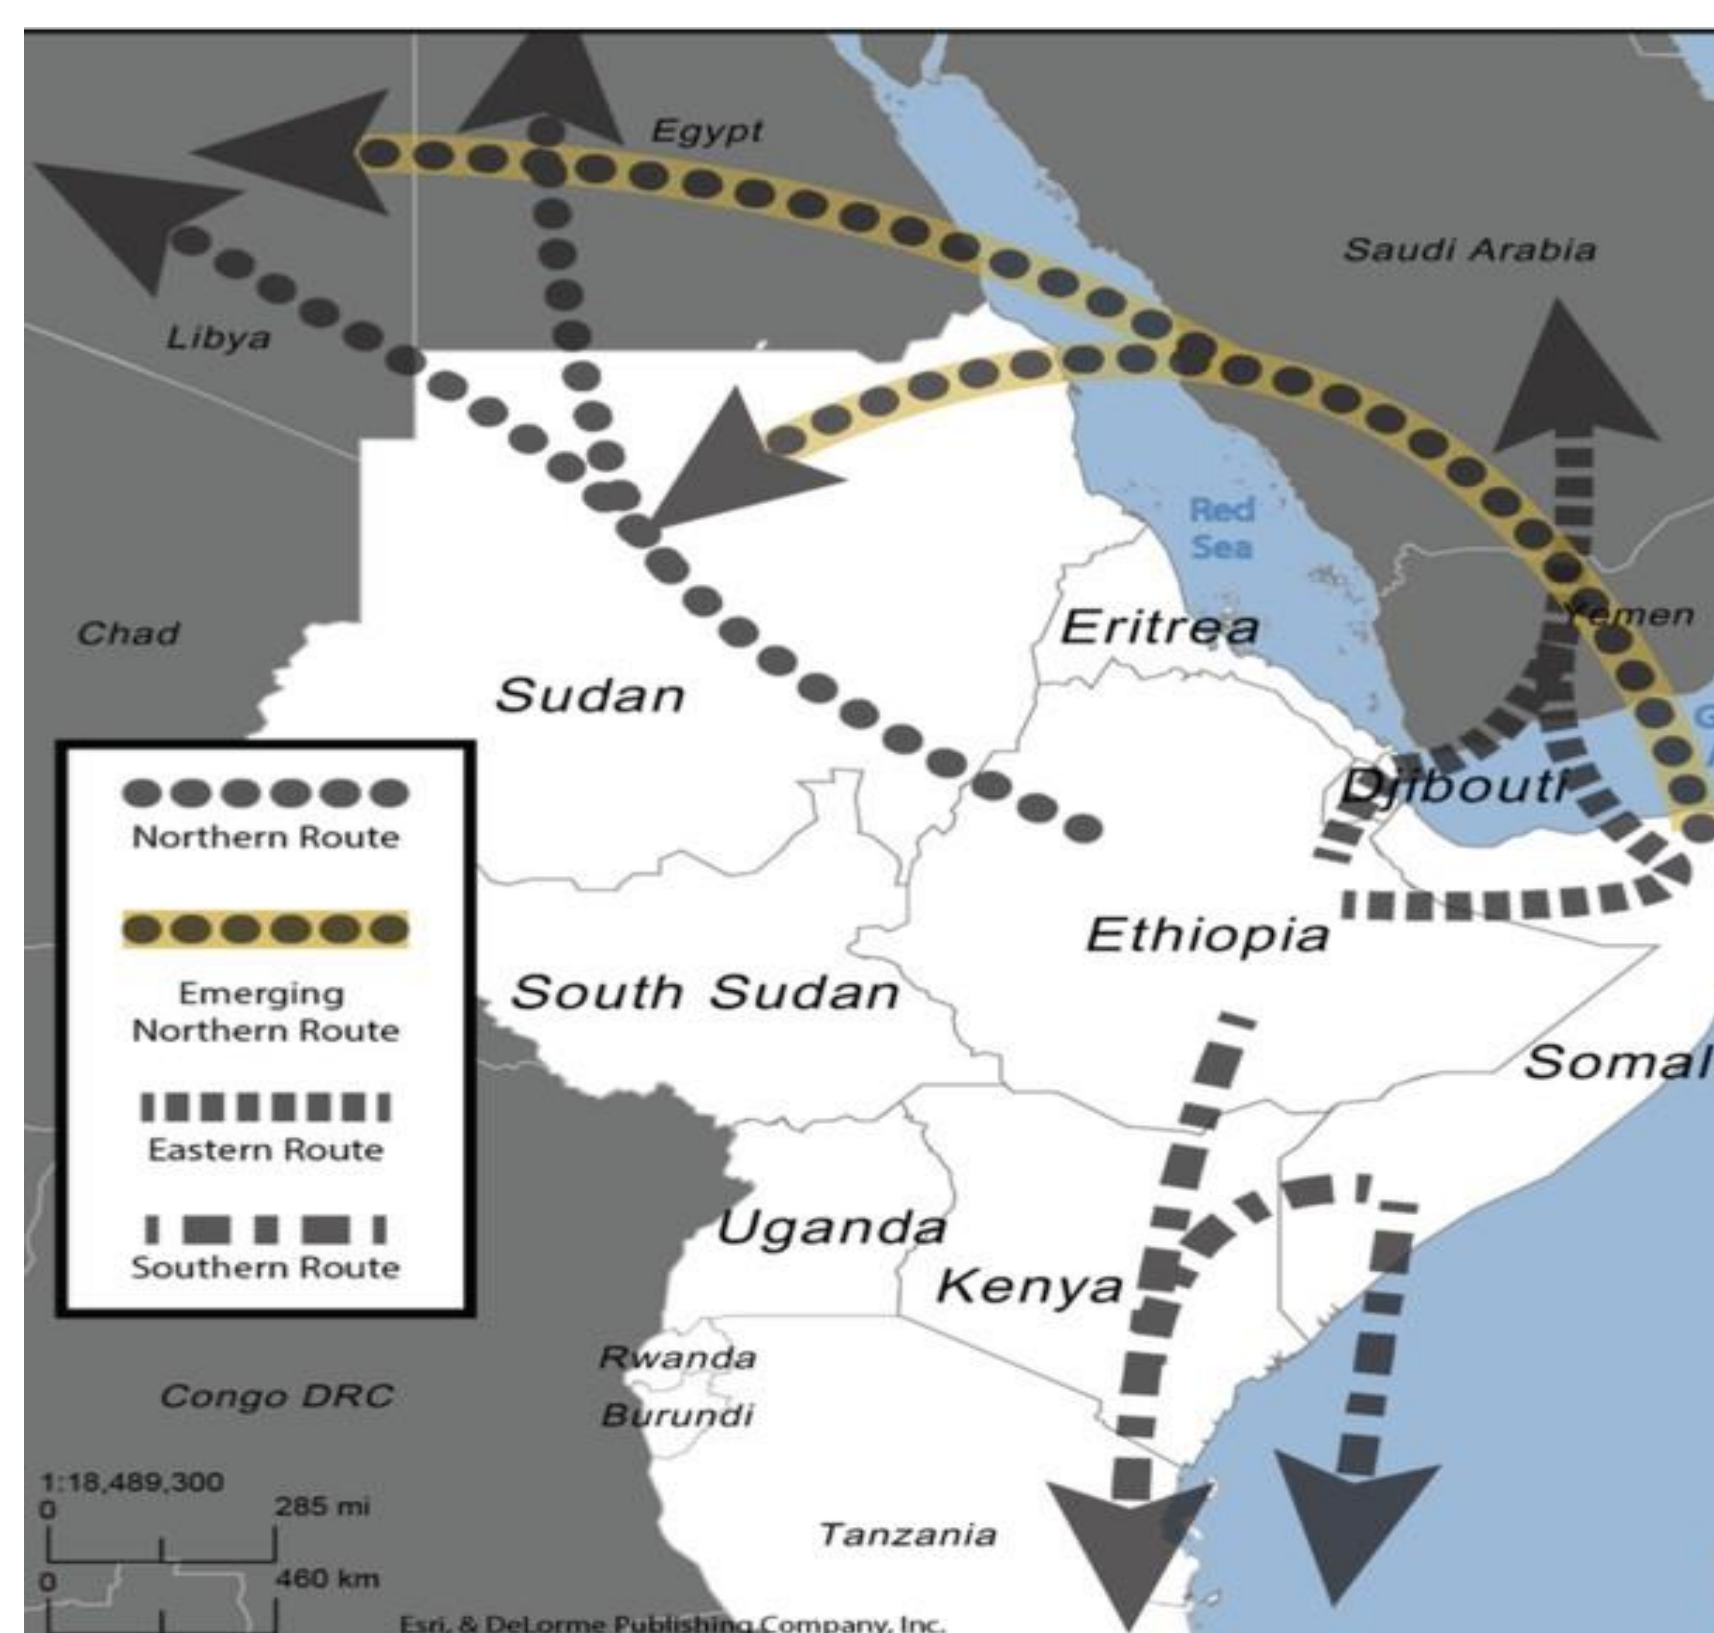 Egypt
Saudi Arabia
Libya
Red
Sea
Yemen
Chad
Eritrea
Sudan
G
Djibouti
Northern Route
Ethiopia
Emerging
Northern Route
South Sudan
Somal
Eastern Route
Uganda
Southern Route
Kenya
Rwanda
Congo DRC
Burundi
1:18,489,300
0
285 mi
Tanzania
0
460 km
Esri, & DeLorme Publishing Company, Inc.